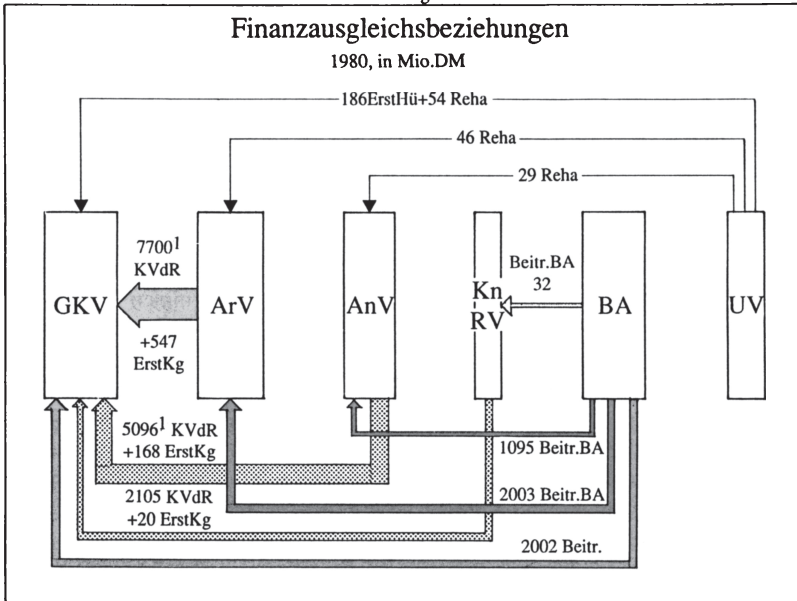 Finanzausgleichsbeziehungen
1980, in Mio.DM
186ErstHü+54 Reha
46 Reha
29 Reha
7700¹
KVdR
+547
ErstKg
GKV
ArV
AnV
Kn
RV
Beitr.BA
32
BA
UV
5096¹ KVdR
+168 ErstKg
1095 Beitr.BA
2105 KVdR
+20 ErstKg
2003 Beitr.BA
2002 Beitr.